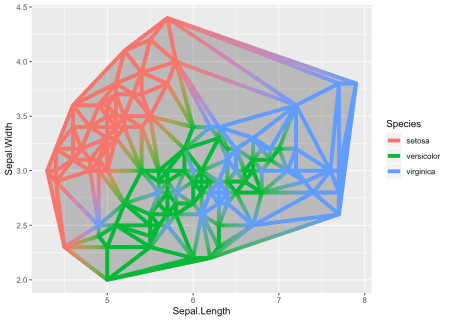 4.5
4.0
3.5
3.0
2.5
2.0
Sepal.Width
5
6
7
8
Sepal.Length
Species
setosa
versicolor
virginica